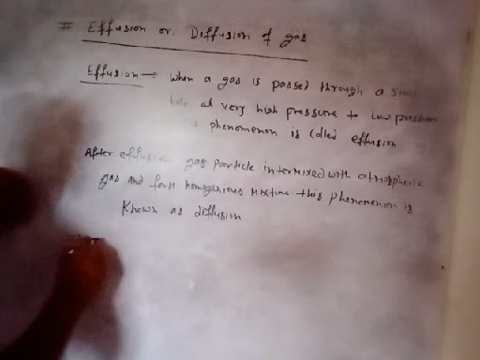 # Effusion or. Diffusion of gas
Effusion → When a gas is passed through a
at very high pressure to low pressure
phenomenon is called effusion
After effusion gas particle intermixed with atmospheric
gas and form homogenious mixture this phenomenon is
Known as diffusion